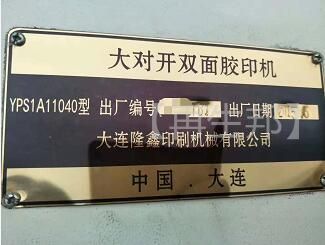 大对开双面胶印机
YPS1A11040型 出厂编号 出厂日期
大连隆鑫印刷机械有限公司
中国.大连